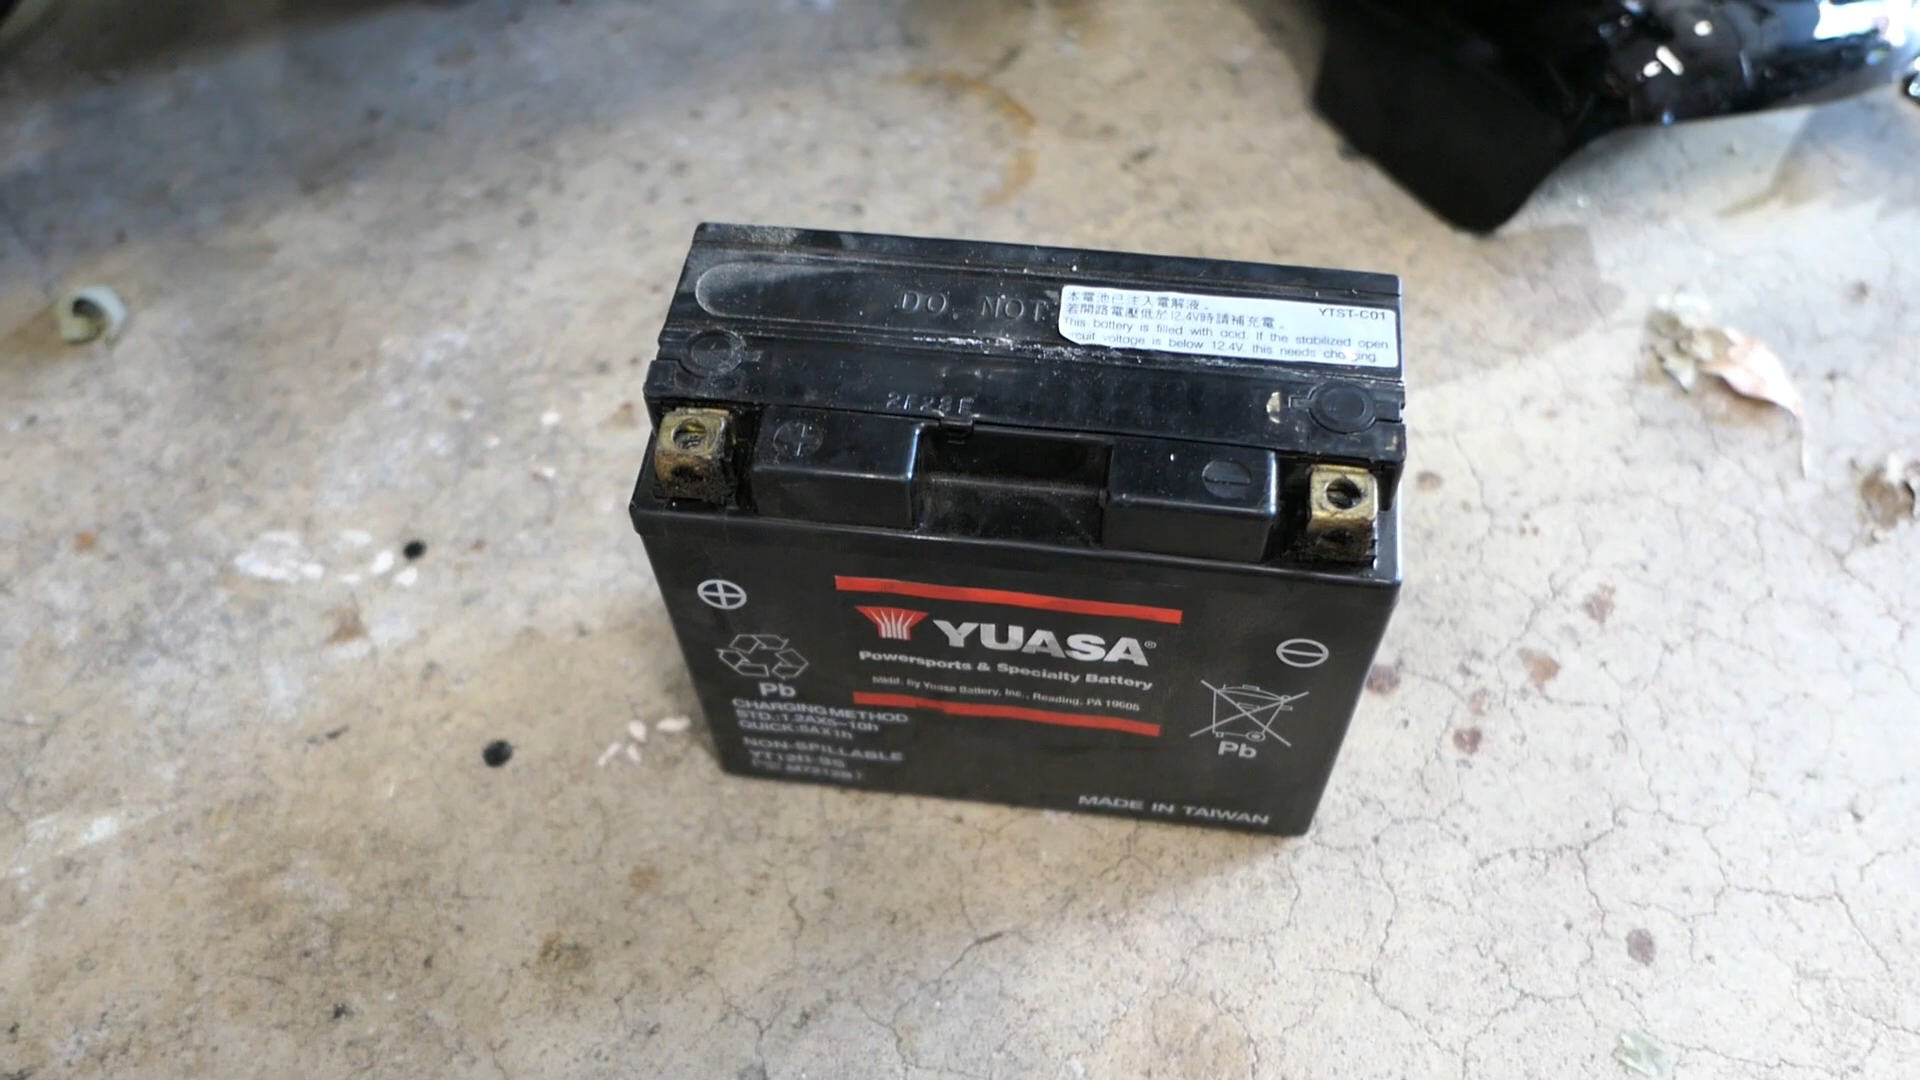 DO NOT
本電池已注入電解液。
YTST-C01
若開路電壓低於12.4V時請補充電。
This battery is filled with acid. If the stabilized open
cuit voltage is below 12.4V, this needs charging.
YUASA®
Powersports & Specialty Battery
Mktd. by Yuasa Battery, Inc., Reading, PA 19605
Pb
CHARGING METHOD
STD.:1.2AX5~10h
QUICK:5AX1h
NON-SPILLABLE
Pb
MADE IN TAIWAN